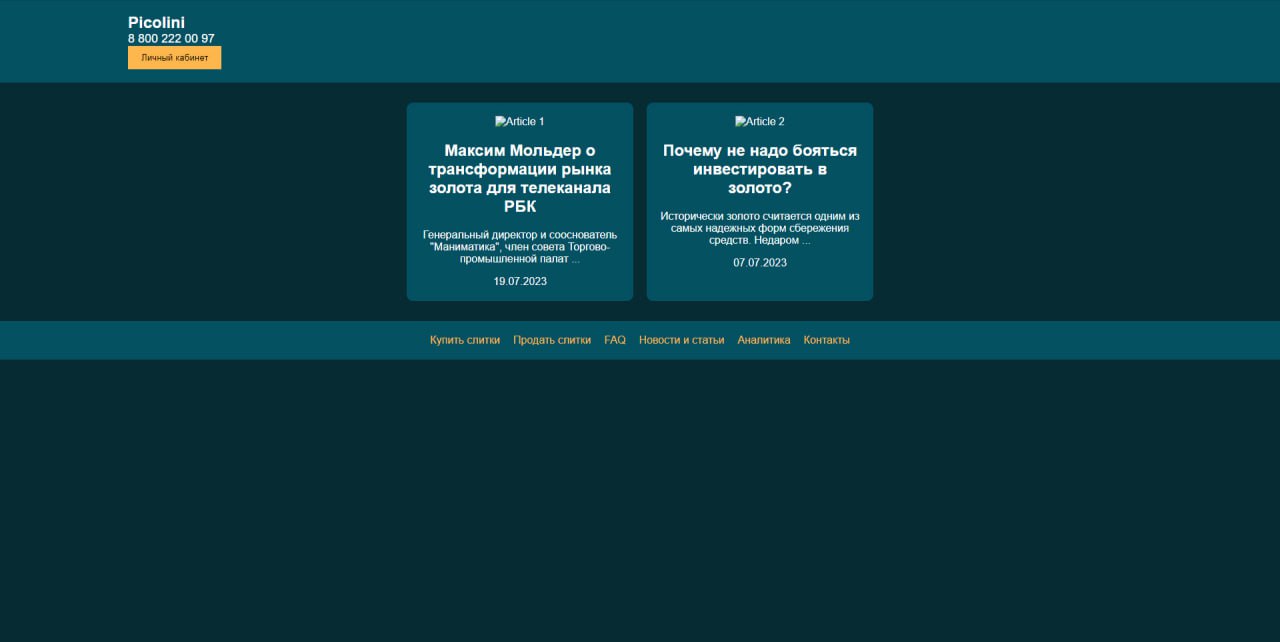 Picolini
8 800 222 00 97
Личный кабинет
Article 1
Максим Мольдер о
трансформации рынка
золота для телеканала
РБК
Генеральный директор и сооснователь
"Маниматика", член совета Торгово-
промышленной палат ...
19.07.2023
Article 2
Почему не надо бояться
инвестировать в
золото?
Исторически золото считается одним из
самых надежных форм сбережения
средств. Недаром ...
07.07.2023
Купить слитки Продать слитки FAQ Новости и статьи Аналитика Контакты